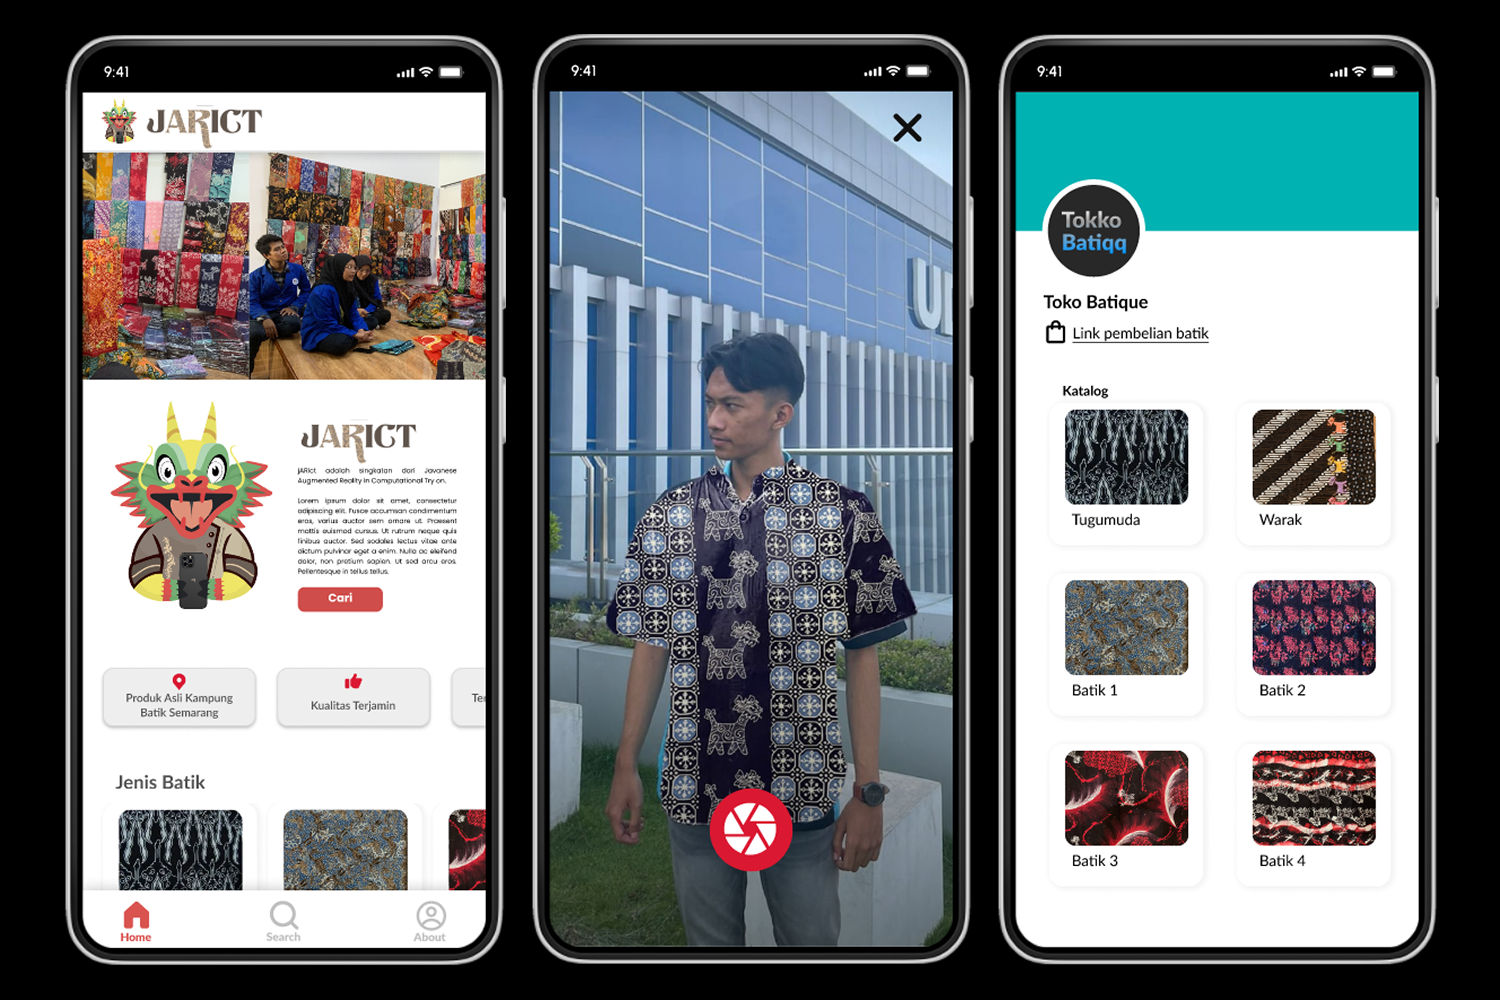 9:41
JARICT
JARICT
jARict adalah singkatan dari Javanese
Augmented Reality in Computational Try on.
Lorem ipsum dolor sit amet, consectetur
adipiscing elit. Fusce accumsan condimentum
eros, varius auctor sem ornare ut. Praesent
mattis euismod cursus. Ut rutrum neque quis
finibus auctor. Sed sodales lectus vitae ante
dictum pulvinar eget a enim. Nulla ac eleifend
dolor, non pretium sapien. Ut sed arcu eros.
Pellentesque in tellus tellus.
Cari
Produk Asli Kampung
Batik Semarang
Kualitas Terjamin
Jenis Batik
Home
Search
About
9:41
9:41
Tokko
Batiqq
Toko Batique
Link pembelian batik
Katalog
Tugumuda
Warak
Batik 1
Batik 2
Batik 3
Batik 4